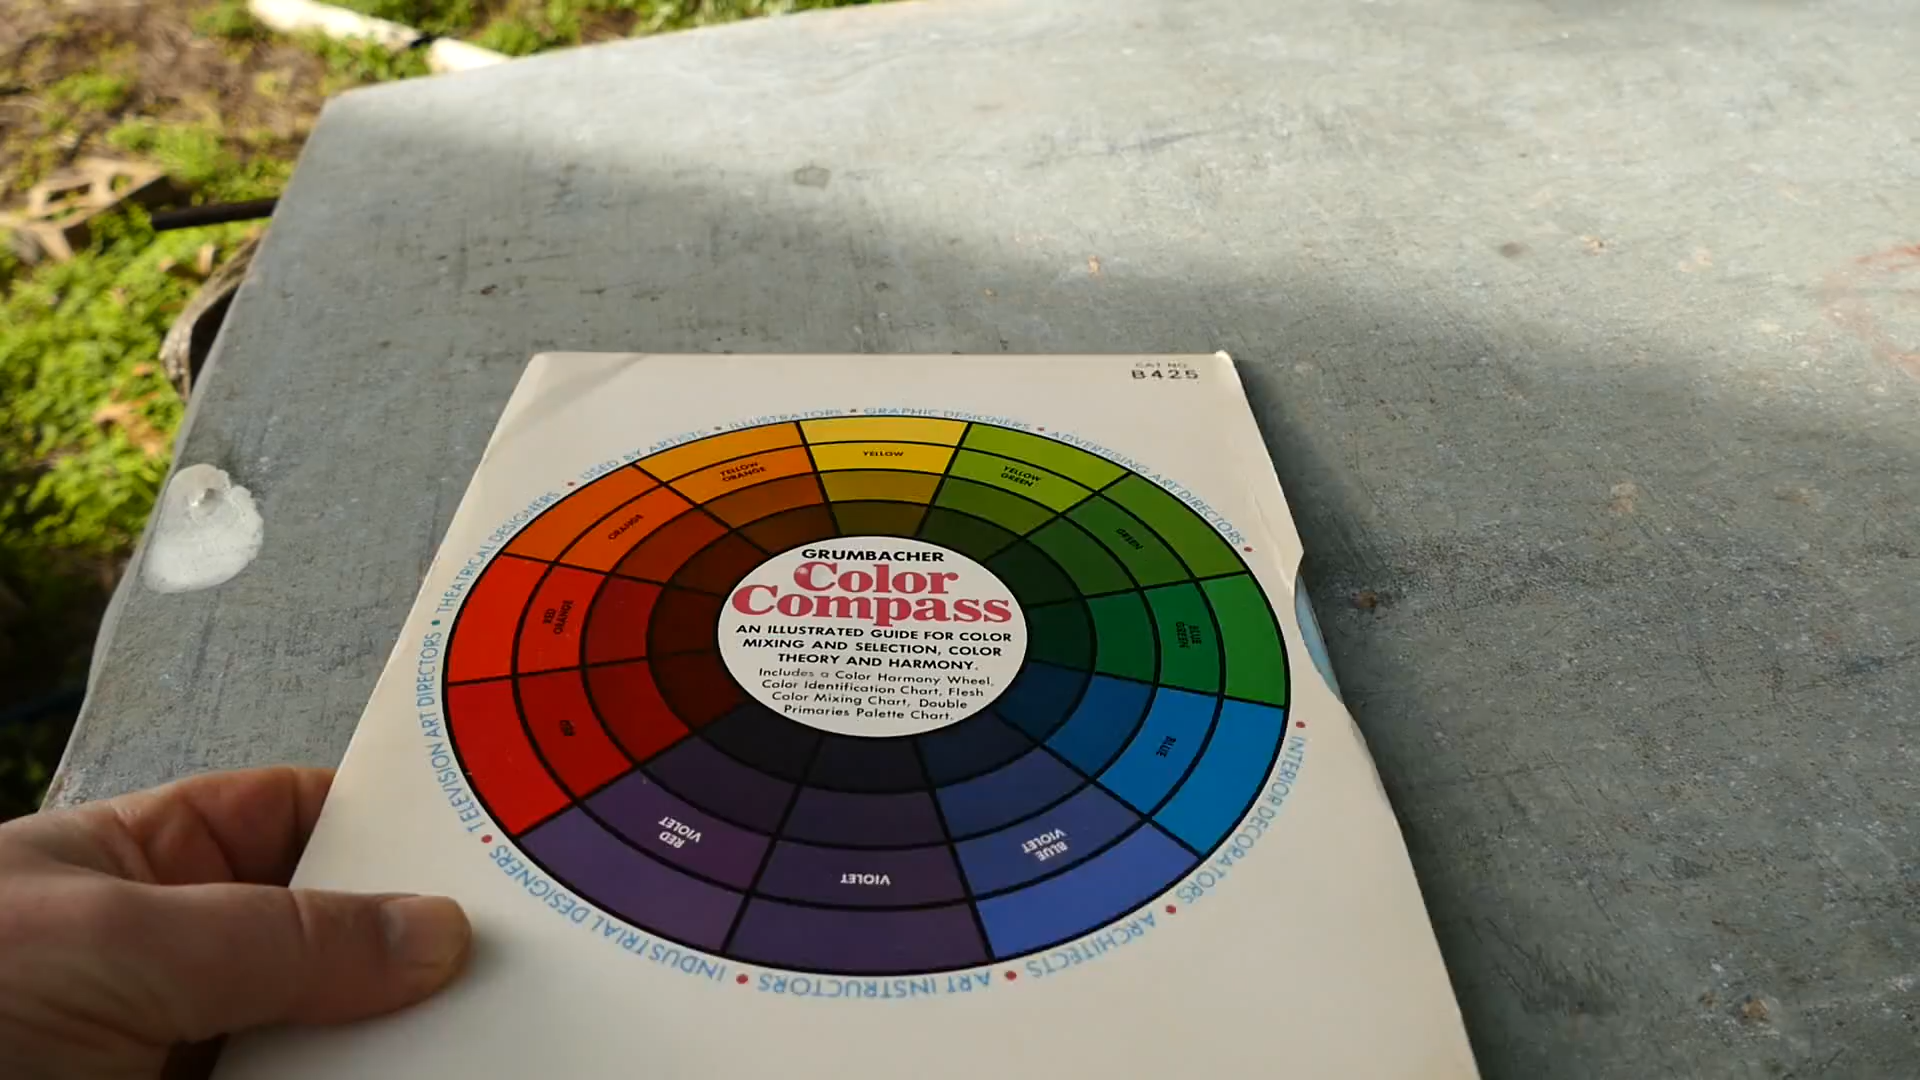 CAT. NO.
B425
USED BY ARTISTS • ILLUSTRATORS • GRAPHIC DESIGNERS • ADVERTISING ART DIRECTORS • INTERIOR DECORATORS • ARCHITECTS • ART INSTRUCTORS • INDUSTRIAL DESIGNERS • TELEVISION ART DIRECTORS • THEATRICAL DESIGNERS •
YELLOW
YELLOW
GREEN
GREEN
BLUE
GREEN
BLUE
BLUE
VIOLET
VIOLET
RED
VIOLET
RED
RED
ORANGE
ORANGE
YELLOW
ORANGE
GRUMBACHER
Color
Compass
AN ILLUSTRATED GUIDE FOR COLOR
MIXING AND SELECTION, COLOR
THEORY AND HARMONY.
Includes a Color Harmony Wheel,
Color Identification Chart, Flesh
Color Mixing Chart, Double
Primaries Palette Chart.